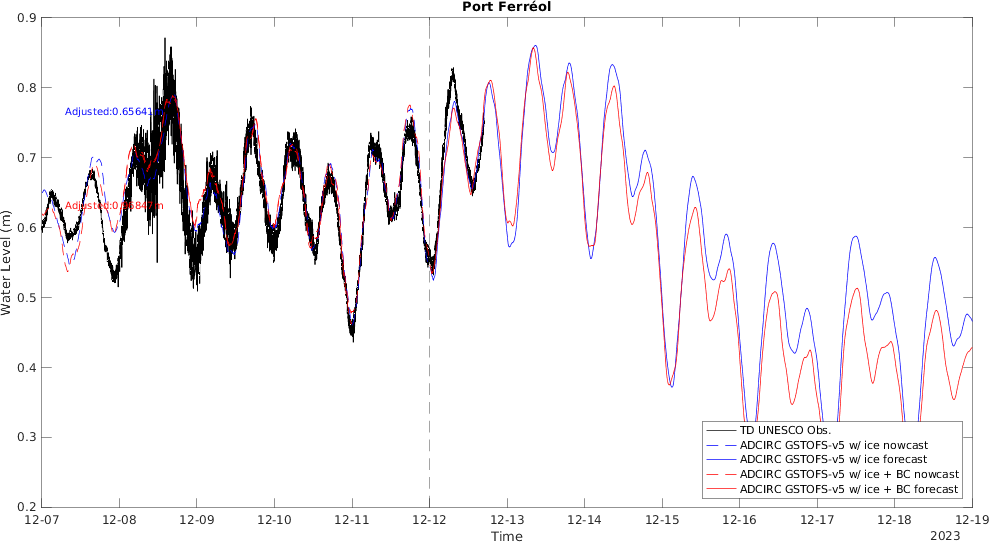 Port Ferréol
0.9
0.8
0.7
0.6
0.5
0.4
0.3
0.2
Water Level (m)
Adjusted:0.65641
TD UNESCO Obs.
ADCIRC GSTOFS-v5 w/ ice nowcast
ADCIRC GSTOFS-v5 w/ ice forecast
ADCIRC GSTOFS-v5 w/ ice + BC nowcast
ADCIRC GSTOFS-v5 w/ ice + BC forecast
12-07 12-08 12-09 12-10 12-11 12-12 12-13 12-14 12-15 12-16 12-17 12-18 12-19
Time
2023